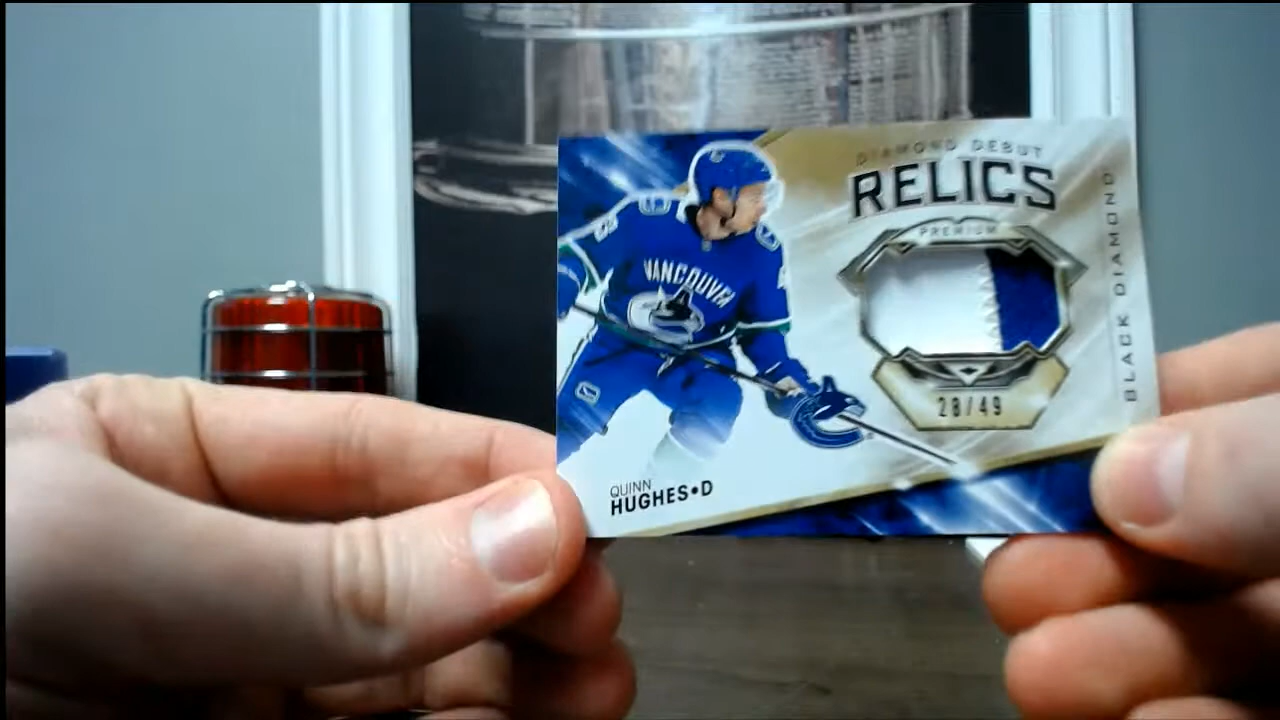 DIAMOND DEBUT
RELICS
PREMIUM
28/49
BLACK DIAMOND
VANCOUVER
QUINN
HUGHES•D